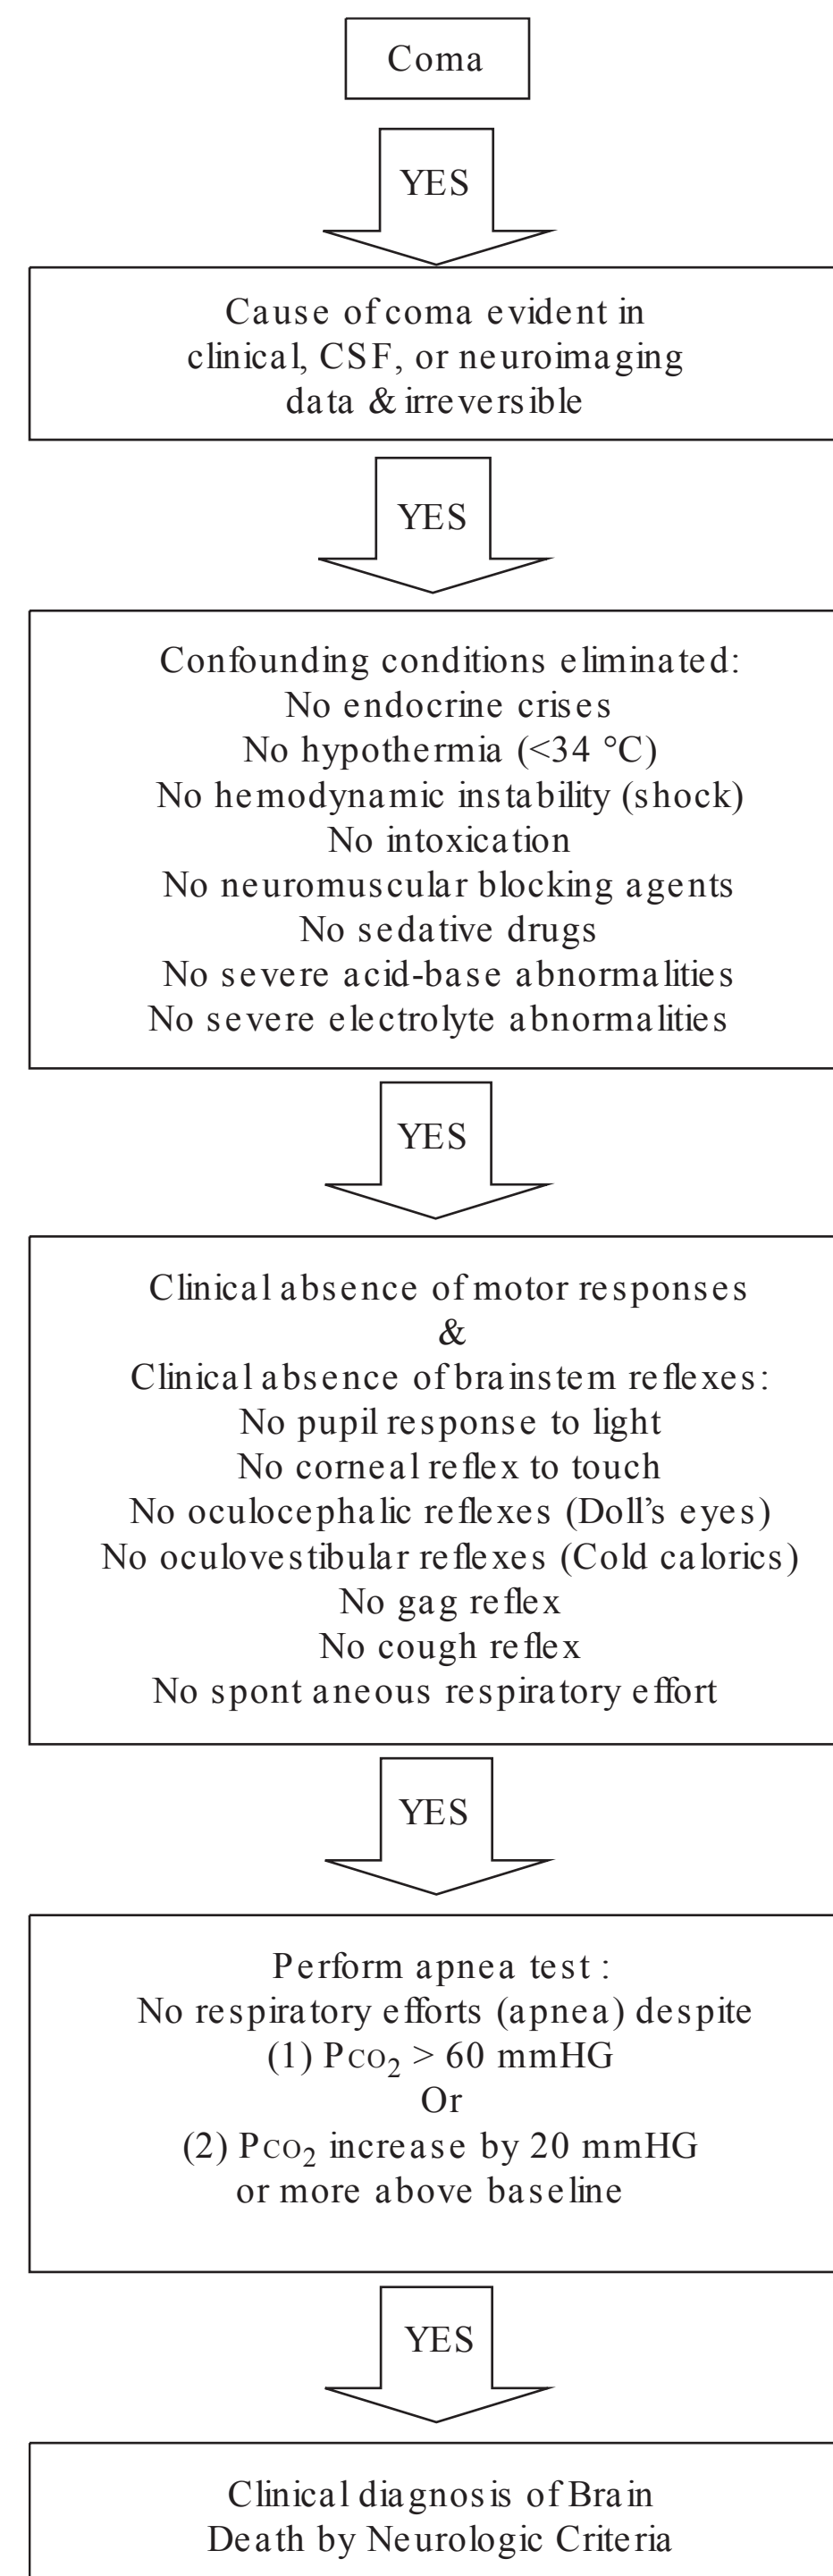 Coma
YES
Cause of coma evident in
clinical, CSF, or neuroimaging
data & irreversible
YES
Confounding conditions eliminated:
No endocrine crises
No hypothermia (<34 °C)
No hemodynamic instability (shock)
No intoxication
No neuromuscular blocking agents
No sedative drugs
No severe acid-base abnormalities
No severe electrolyte abnormalities
YES
Clinical absence of motor responses
&
Clinical absence of brainstem reflexes:
No pupil response to light
No corneal reflex to touch
No oculocephalic reflexes (Doll’s eyes)
No oculovestibular reflexes (Cold calorics)
No gag reflex
No cough reflex
No spont aneous respiratory effort
YES
Perform apnea test :
No respiratory efforts (apnea) despite
(1) PCO₂ > 60 mmHG
Or
(2) PCO₂ increase by 20 mmHG
or more above baseline
YES
Clinical diagnosis of Brain
Death by Neurologic Criteria